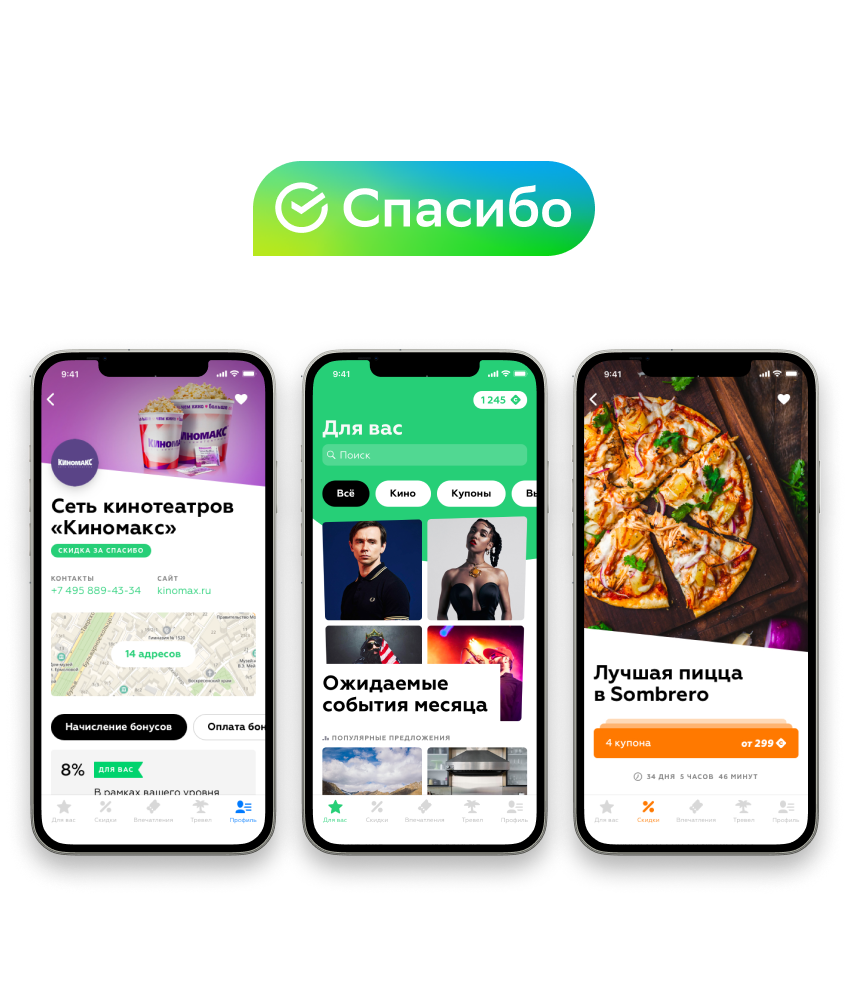 Спасибо
9:41
КИНОМАКС
КИНОМАКС
КИНОМАКС
Сеть кинотеатров
«Киномакс»
СКИДКА ЗА СПАСИБО
КОНТАКТЫ
САЙТ
+7 495 889-43-34
kinomax.ru
Гимназия № 1520
14 адресов
Начисление бонусов
Оплата бон
8%
ДЛЯ ВАС
В рамках вашего уровня
Для вас
Скидки
Впечатления
Тревел
Профиль
9:41
1 245
Для вас
Поиск
Всё
Кино
Купоны
Вы
Ожидаемые
события месяца
ПОПУЛЯРНЫЕ ПРЕДЛОЖЕНИЯ
Для вас
Скидки
Впечатления
Тревел
Профиль
9:41
Лучшая пицца
в Sombrero
4 купона
от 299
34 ДНЯ 5 ЧАСОВ 46 МИНУТ
Для вас
Скидки
Впечатления
Тревел
Профиль